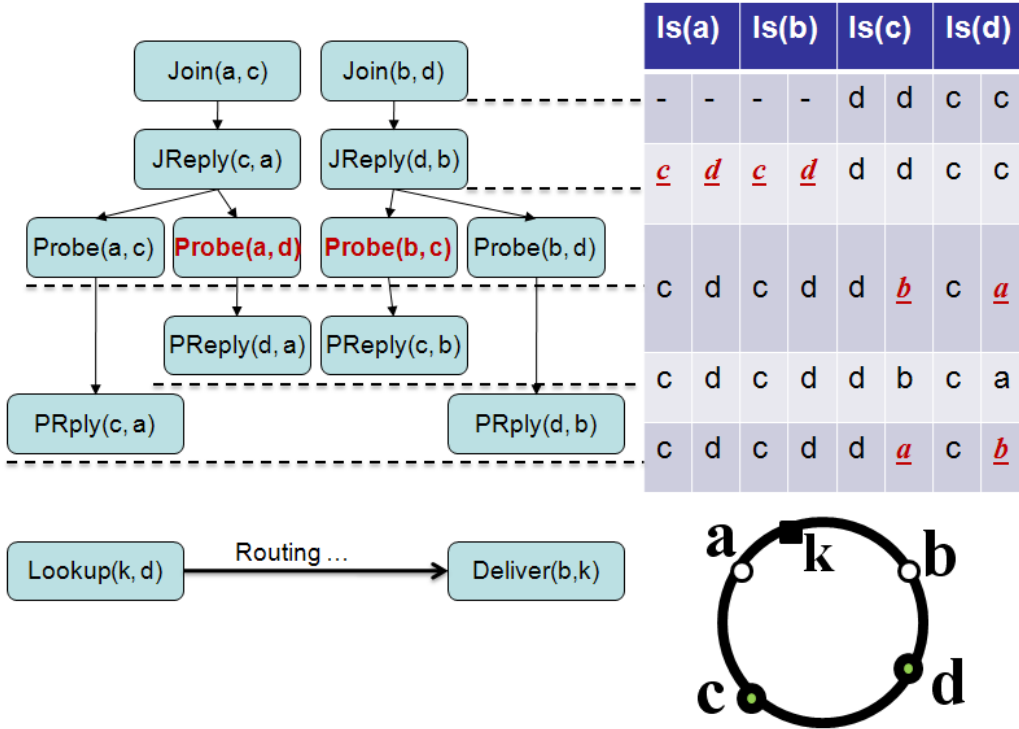 ls(a) ls(b) ls(c) ls(d)
Join(a, c) Join(b, d)
- - - - d d c c
JReply(c, a) JReply(d, b)
c d c d d d c c
Probe(a, c) Probe(a, d) Probe(b, c) Probe(b, d)
c d c d d b c a
PReply(d, a) PReply(c, b)
c d c d d b c a
PRply(c, a) PRply(d, b)
c d c d d a c b
Lookup(k, d) Routing ... Deliver(b,k)
a k b
c d